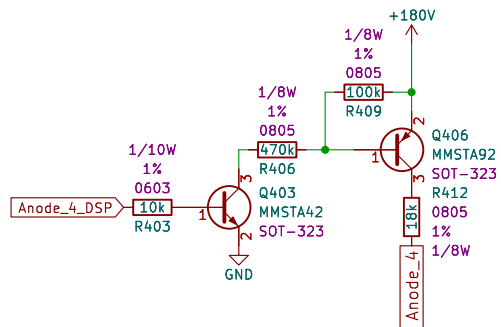 +180V
1/8W
1%
0805
100k
R409
1/8W
1%
0805
470k
R406
2
Q406
1
MMSTA92
SOT-323
3
R412
18k
0805
1%
1/8W
1/10W
1%
0603
Anode_4_DSP
10k
R403
3
Q403
1
MMSTA42
SOT-323
2
GND
Anode_4